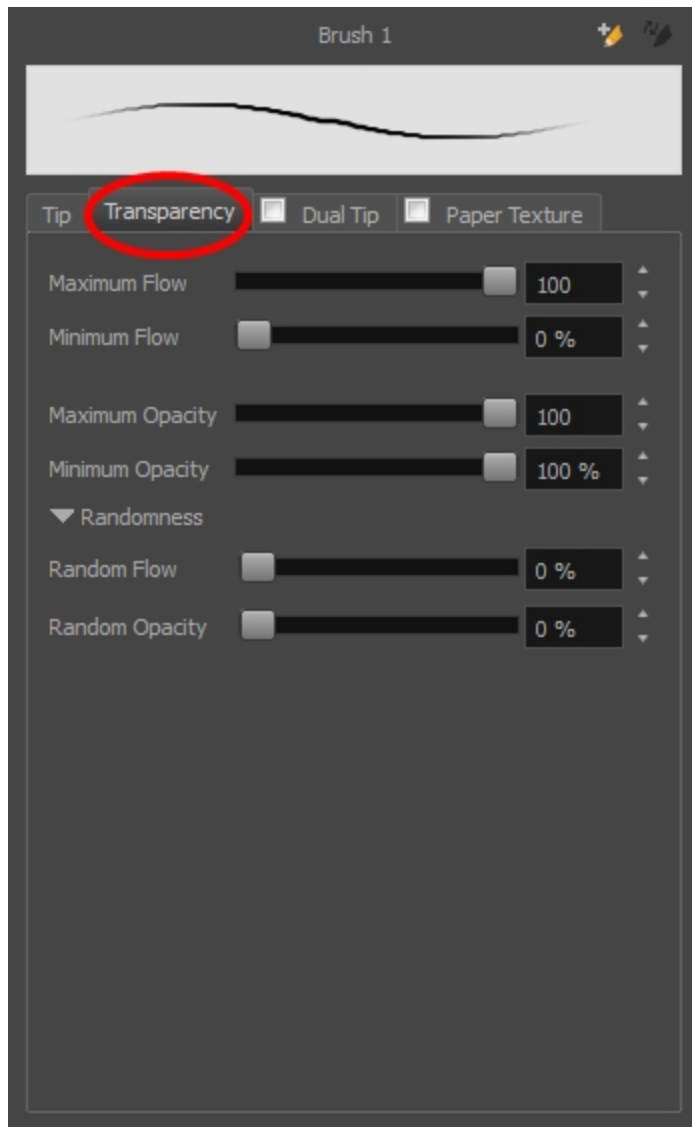 Brush 1
Tip Transparency Dual Tip Paper Texture
Maximum Flow 100
Minimum Flow 0 %
Maximum Opacity 100
Minimum Opacity 100 %
Randomness
Random Flow 0 %
Random Opacity 0 %